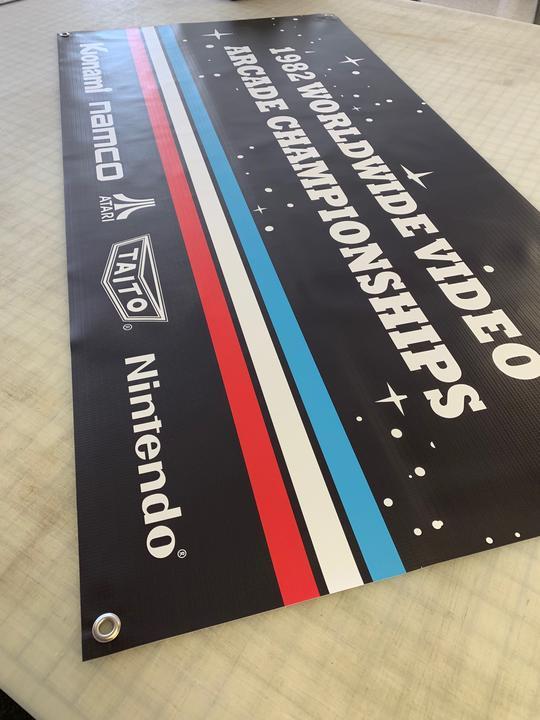 1982 WORLDWIDE VIDEO
ARCADE CHAMPIONSHIPS
Konami namco ATARI TAITO® Nintendo®